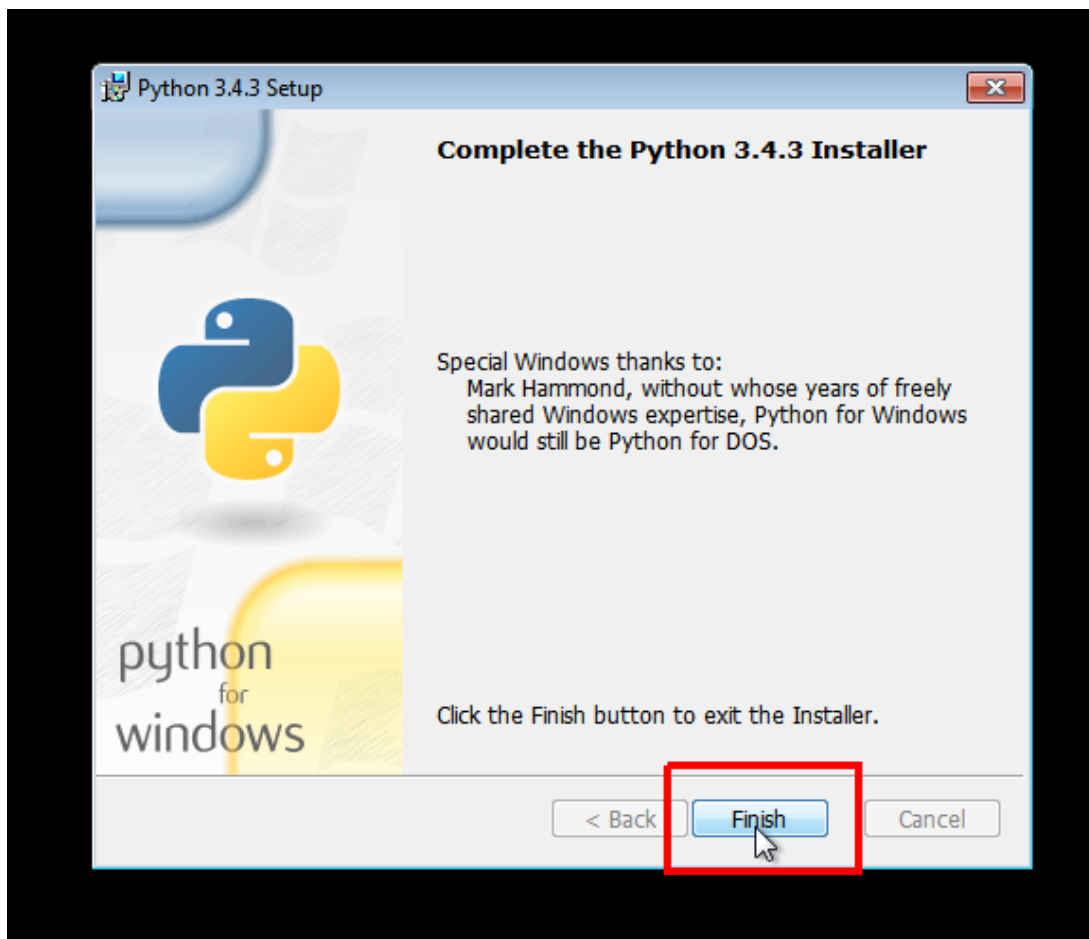 Python 3.4.3 Setup
Complete the Python 3.4.3 Installer
Special Windows thanks to:
Mark Hammond, without whose years of freely
shared Windows expertise, Python for Windows
would still be Python for DOS.
python
for
windows
Click the Finish button to exit the Installer.
< Back
Finish
Cancel